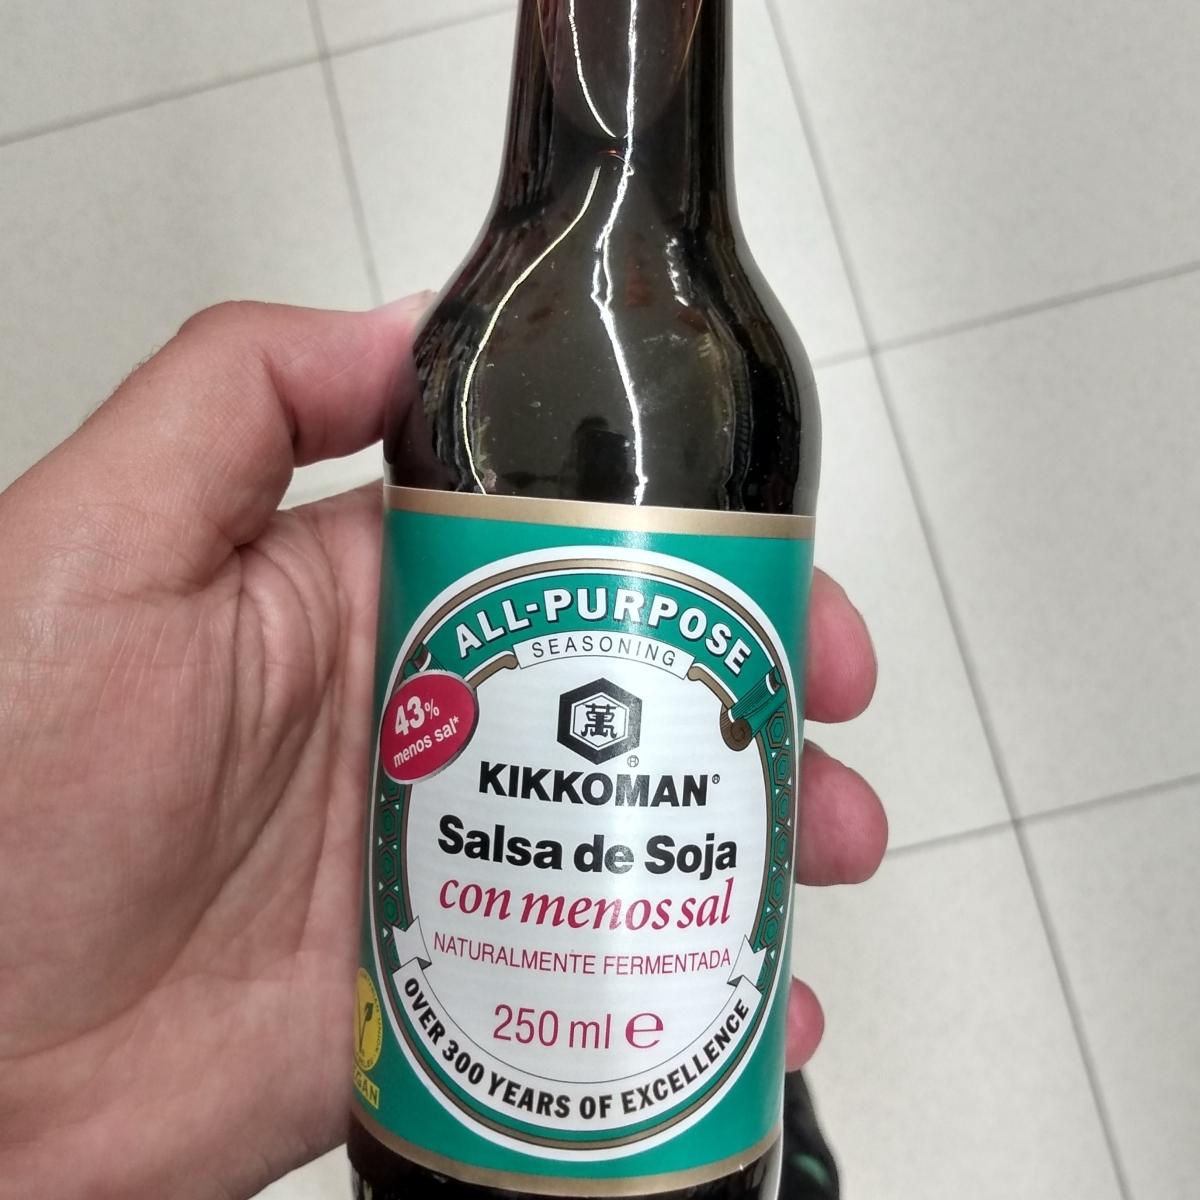 ALL-PURPOSE
SEASONING
43%
menos sal*
萬
®
KIKKOMAN®
Salsa de Soja
con menos sal
NATURALMENTE FERMENTADA
250 ml ℮
OVER 300 YEARS OF EXCELLENCE